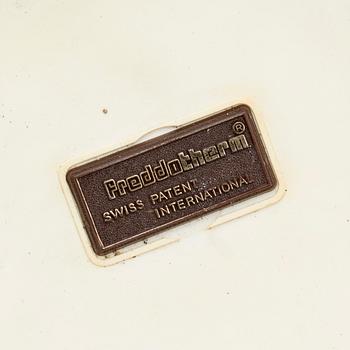 freddotherm®
SWISS PATENT
INTERNATIONAL